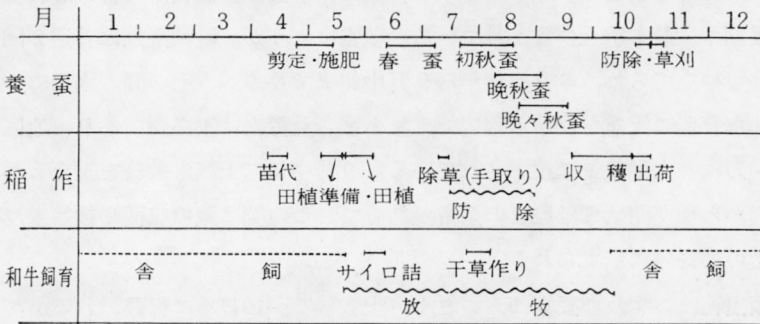 月 1 2 3 4 5 6 7 8 9 10 11 12
養蚕 剪定・施肥 春蚕 初秋蚕 防除・草刈
晩秋蚕
晩々秋蚕
稲作 苗代 除草(手取り) 収穫 出荷
田植準備・田植 防除
和牛飼育 舎飼 サイロ詰 干草作り 舎飼
放牧